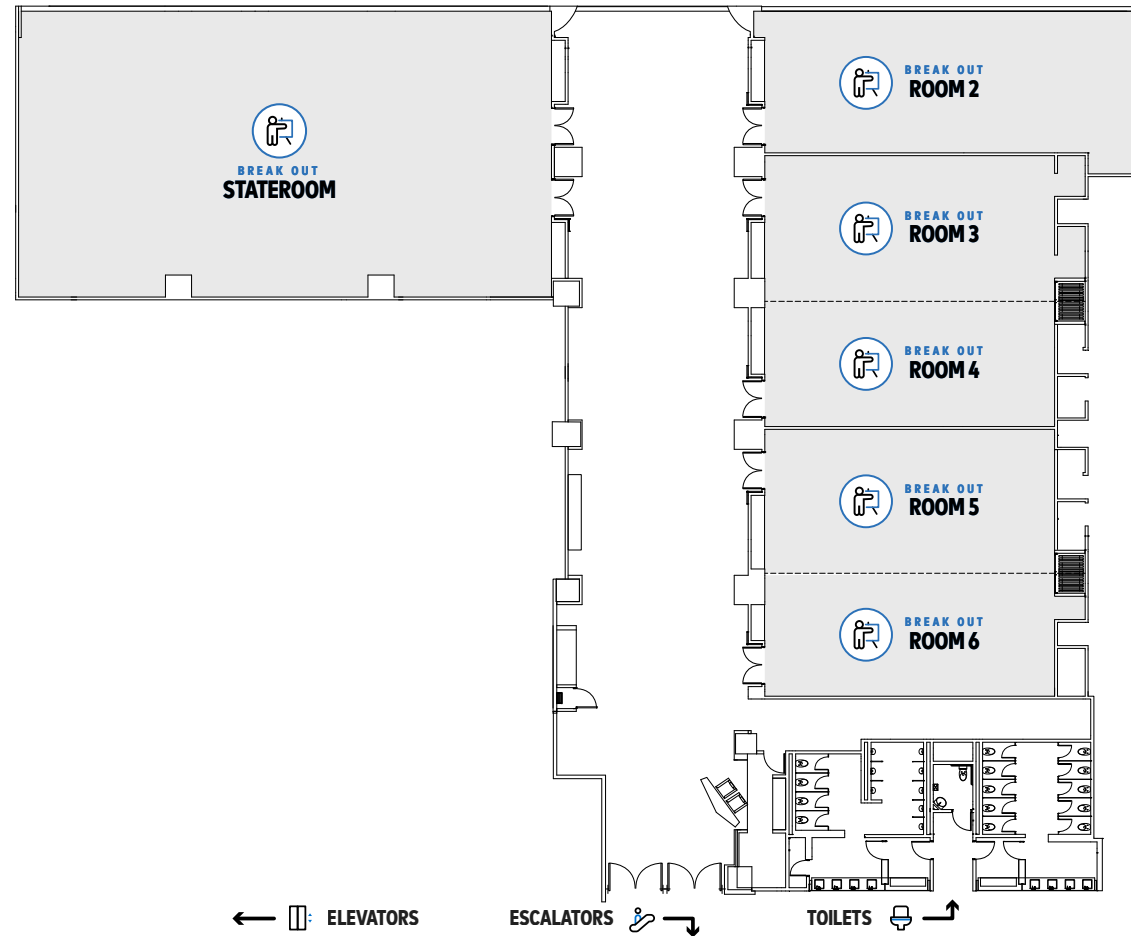 BREAK OUT
STATEROOM
BREAK OUT
ROOM 2
BREAK OUT
ROOM 3
BREAK OUT
ROOM 4
BREAK OUT
ROOM 5
BREAK OUT
ROOM 6
ELEVATORS
ESCALATORS
TOILETS